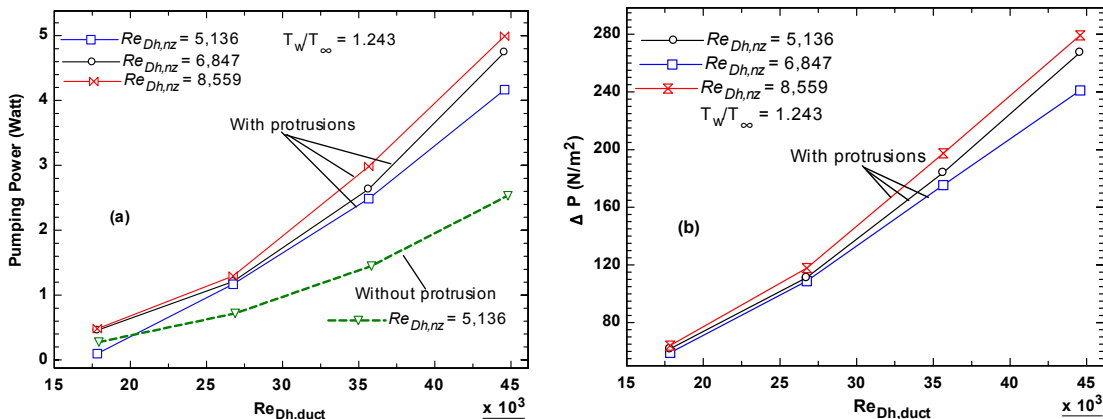 Pumping Power (Watt)
5
4
3
2
1
0
Re_Dh,nz = 5,136
Re_Dh,nz = 6,847
Re_Dh,nz = 8,559
T_w/T_∞ = 1.243
With protrusions
(a)
Without protrusion
Re_Dh,nz = 5,136
15 20 25 30 35 40 45
Re_Dh,duct
x 10^3
Δ P (N/m^2)
280
240
200
160
120
80
Re_Dh,nz = 5,136
Re_Dh,nz = 6,847
Re_Dh,nz = 8,559
T_w/T_∞ = 1.243
With protrusions
(b)
15 20 25 30 35 40 45
Re_Dh,duct
x 10^3